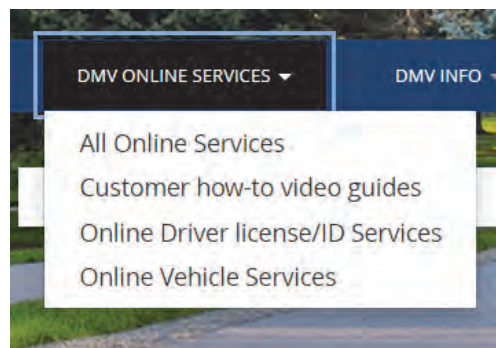 DMV ONLINE SERVICES DMV INFO
All Online Services
Customer how-to video guides
Online Driver license/ID Services
Online Vehicle Services